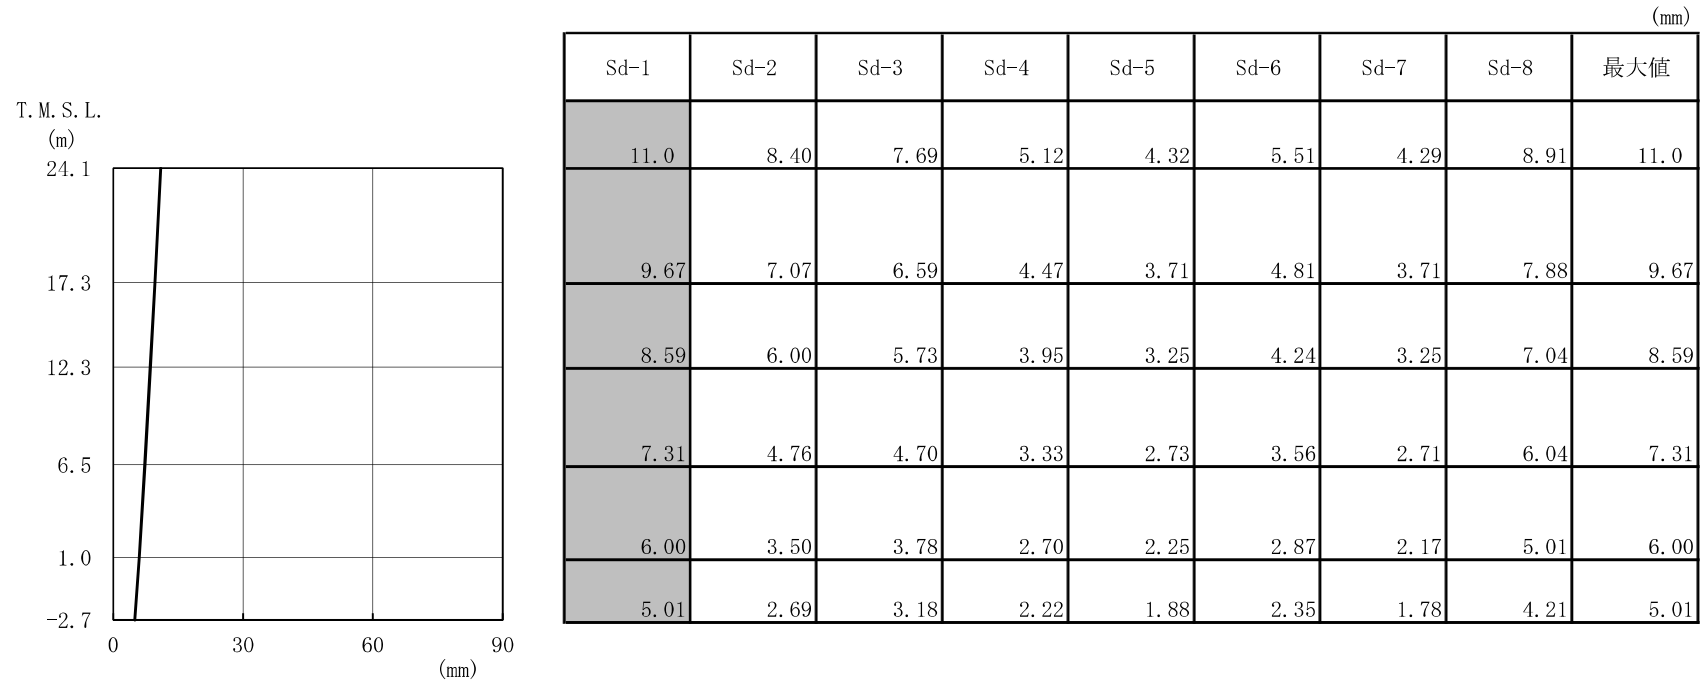 (mm)
Sd-1 Sd-2 Sd-3 Sd-4 Sd-5 Sd-6 Sd-7 Sd-8 最大値
T.M.S.L.
(m)
11.0 8.40 7.69 5.12 4.32 5.51 4.29 8.91 11.0
24.1
9.67 7.07 6.59 4.47 3.71 4.81 3.71 7.88 9.67
17.3
8.59 6.00 5.73 3.95 3.25 4.24 3.25 7.04 8.59
12.3
7.31 4.76 4.70 3.33 2.73 3.56 2.71 6.04 7.31
6.5
6.00 3.50 3.78 2.70 2.25 2.87 2.17 5.01 6.00
1.0
5.01 2.69 3.18 2.22 1.88 2.35 1.78 4.21 5.01
-2.7
0 30 60 90
(mm)